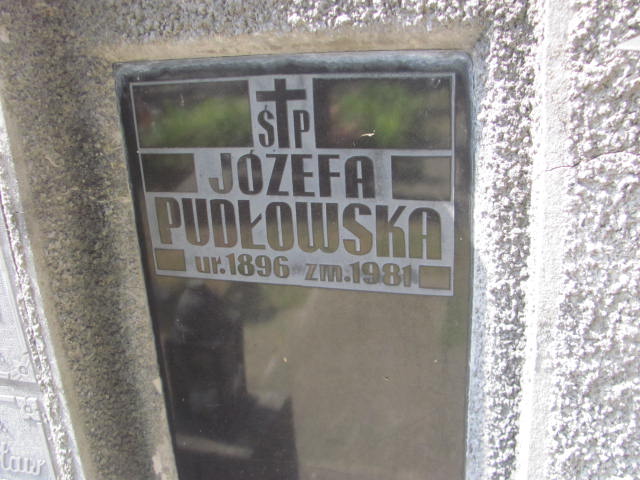 ŚP
JÓZEFA
PUDŁOWSKA
ur.1896 zm.1981